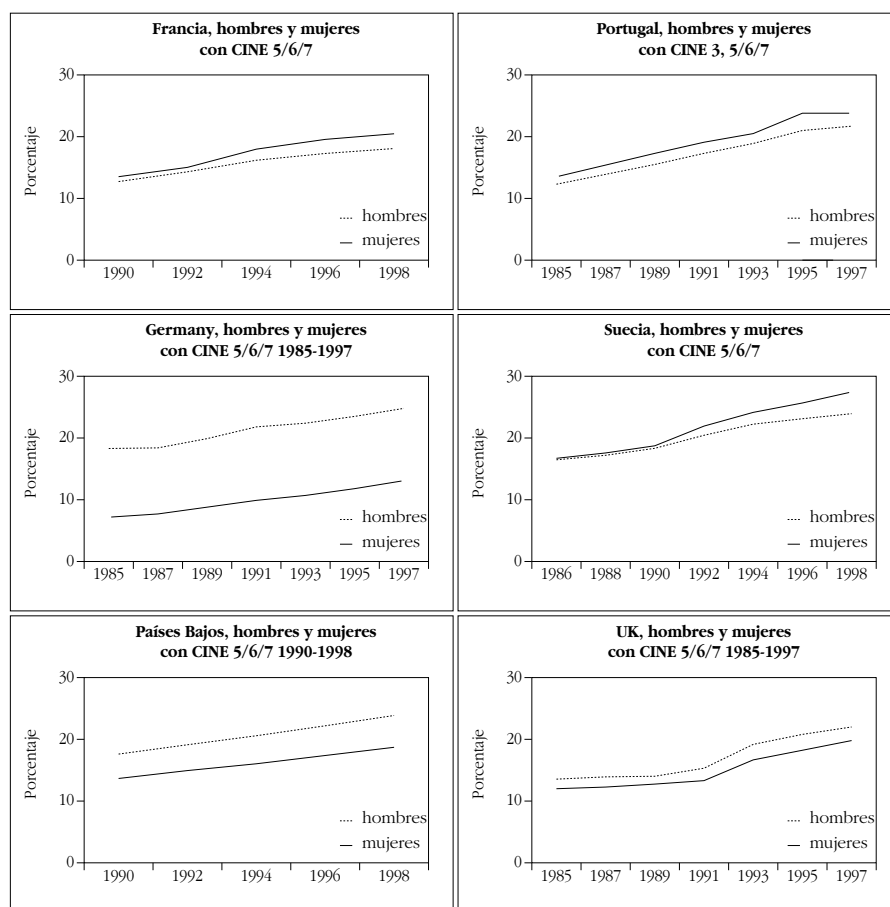 Francia, hombres y mujeres
con CINE 5/6/7
30
20
10
0
Porcentaje
hombres
mujeres
1990 1992 1994 1996 1998
Portugal, hombres y mujeres
con CINE 3, 5/6/7
30
20
10
0
Porcentaje
hombres
mujeres
1985 1987 1989 1991 1993 1995 1997
Germany, hombres y mujeres
con CINE 5/6/7 1985-1997
30
20
10
0
Porcentaje
hombres
mujeres
1985 1987 1989 1991 1993 1995 1997
Suecia, hombres y mujeres
con CINE 5/6/7
30
20
10
0
Porcentaje
hombres
mujeres
1986 1988 1990 1992 1994 1996 1998
Países Bajos, hombres y mujeres
con CINE 5/6/7 1990-1998
30
20
10
0
Porcentaje
hombres
mujeres
1990 1992 1994 1996 1998
UK, hombres y mujeres
con CINE 5/6/7 1985-1997
30
20
10
0
Porcentaje
hombres
mujeres
1985 1987 1989 1991 1993 1995 1997